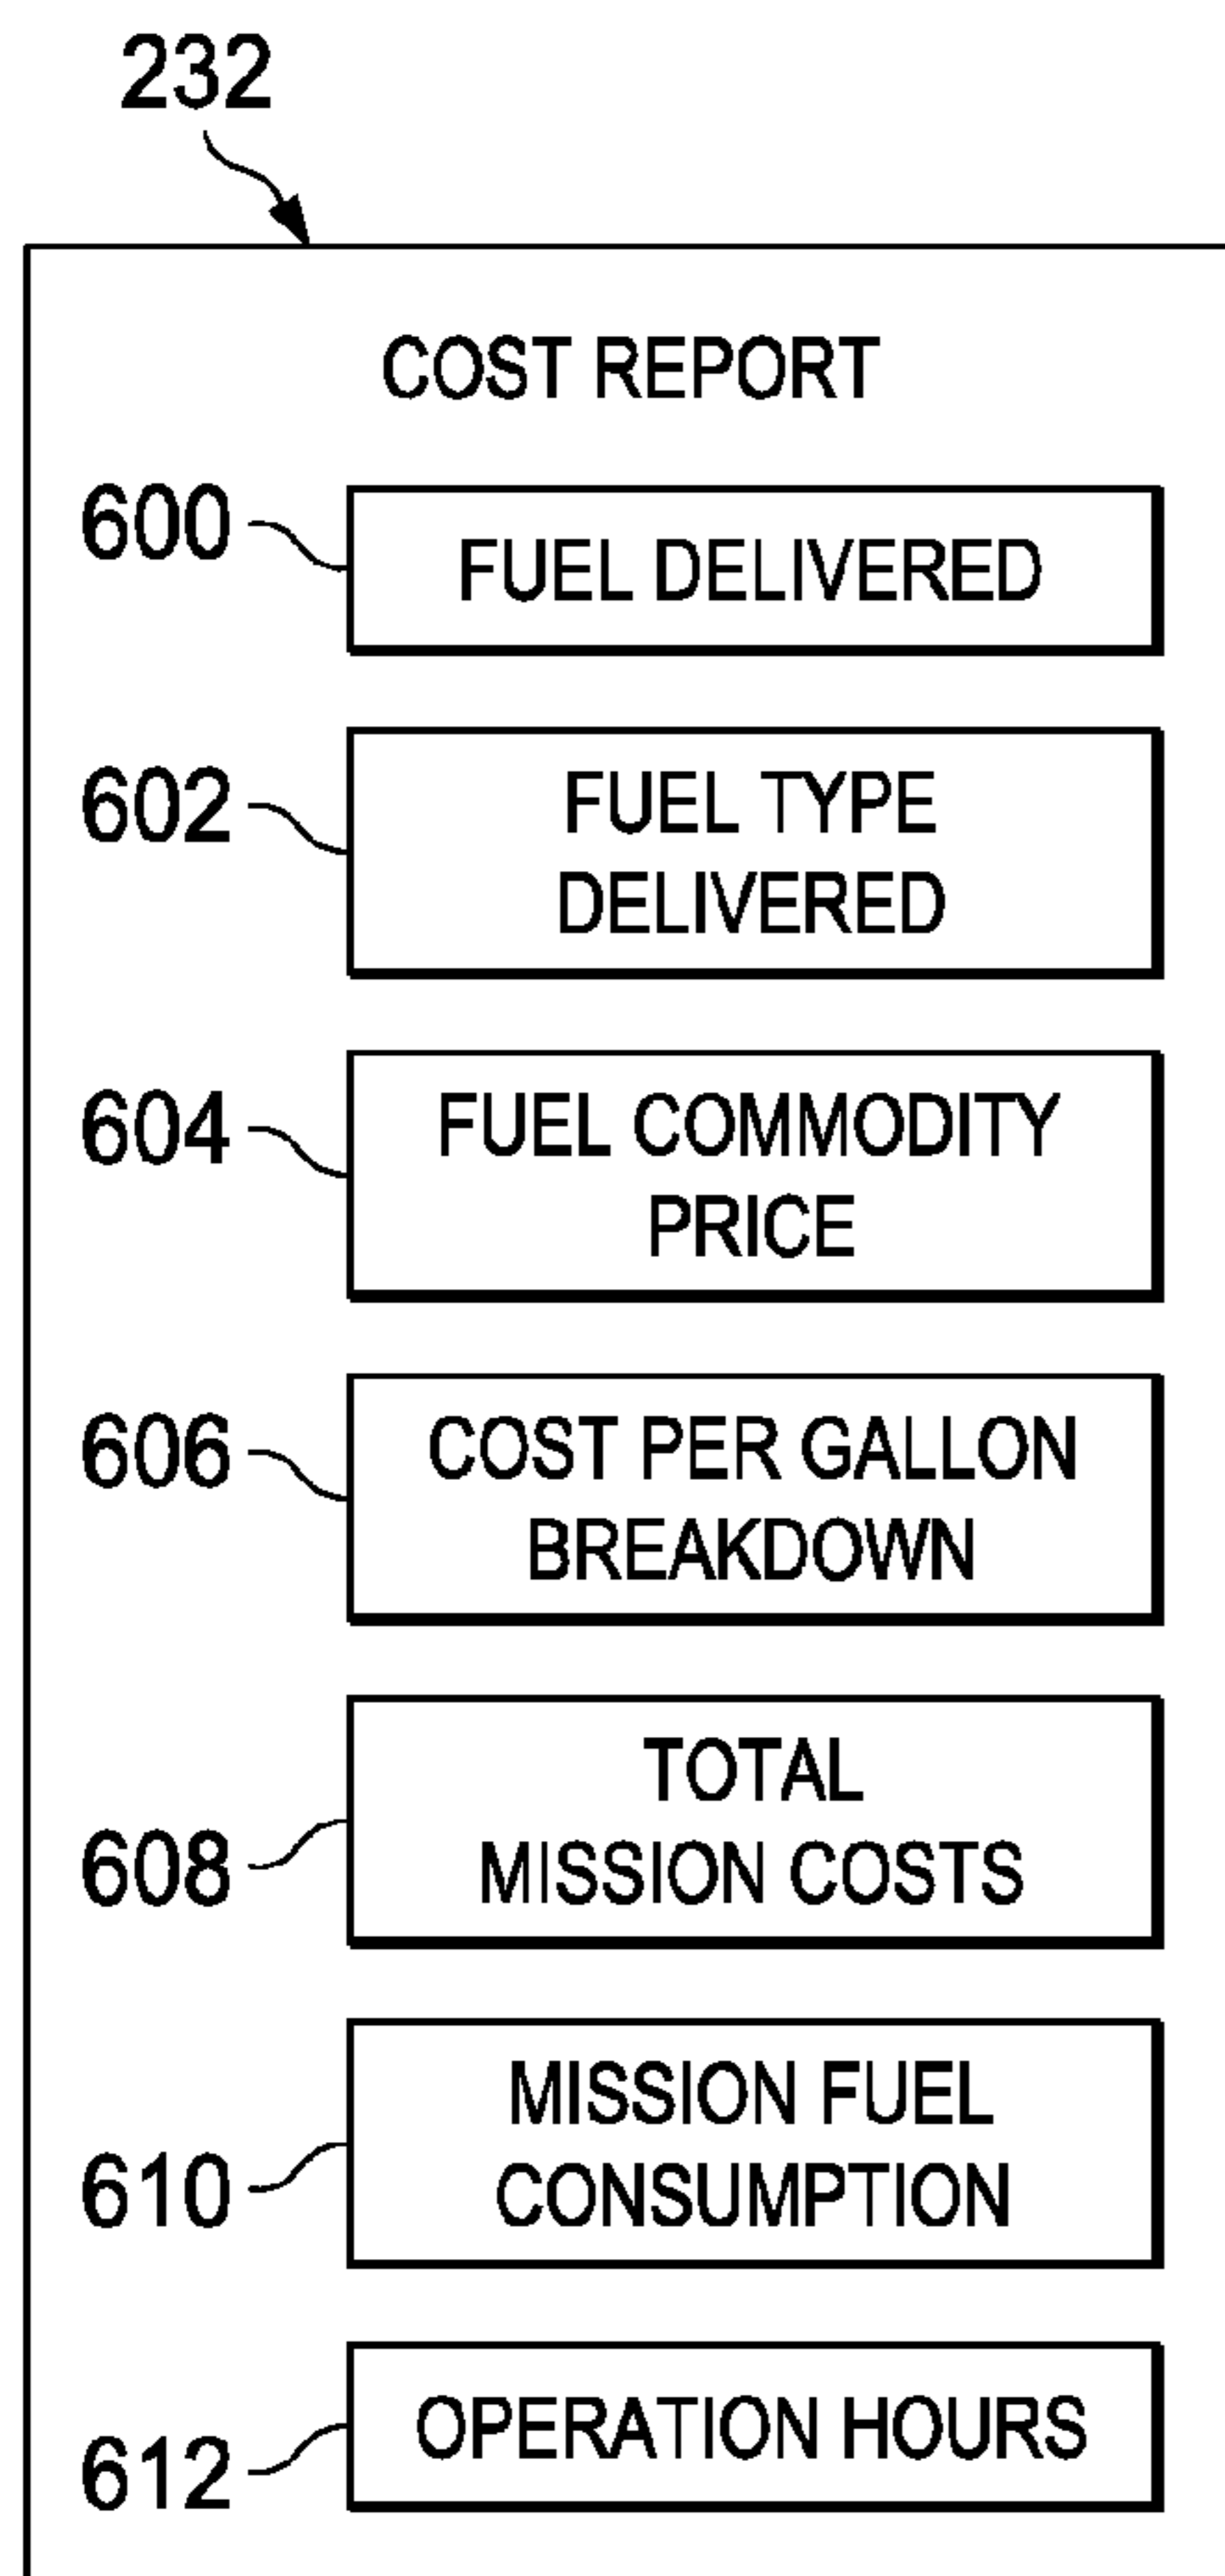 232
COST REPORT
600
FUEL DELIVERED
602
FUEL TYPE
DELIVERED
604
FUEL COMMODITY
PRICE
606
COST PER GALLON
BREAKDOWN
608
TOTAL
MISSION COSTS
610
MISSION FUEL
CONSUMPTION
612
OPERATION HOURS